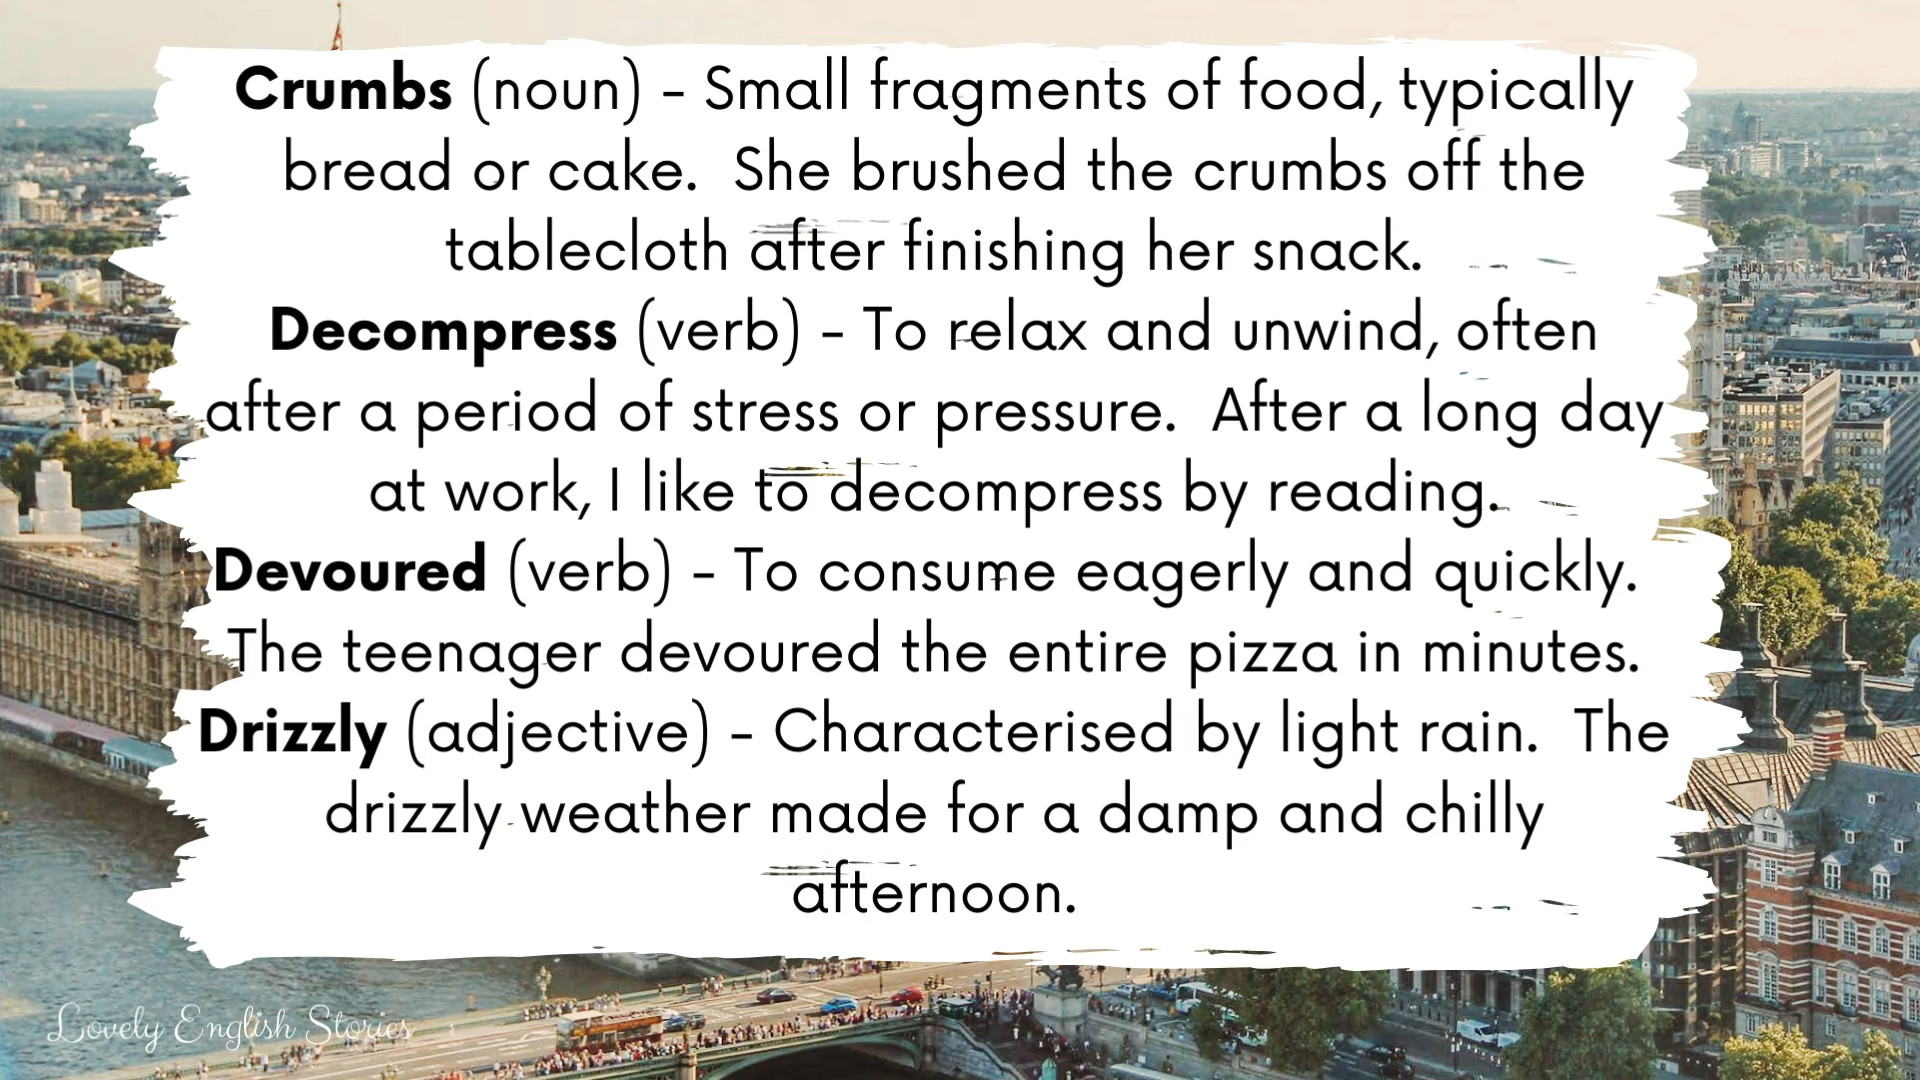 Crumbs (noun) - Small fragments of food, typically
bread or cake.  She brushed the crumbs off the
tablecloth after finishing her snack.
Decompress (verb) - To relax and unwind, often
after a period of stress or pressure.  After a long day
at work, I like to decompress by reading.
Devoured (verb) - To consume eagerly and quickly.
The teenager devoured the entire pizza in minutes.
Drizzly (adjective) - Characterised by light rain.  The
drizzly weather made for a damp and chilly
afternoon.
Lovely English Stories